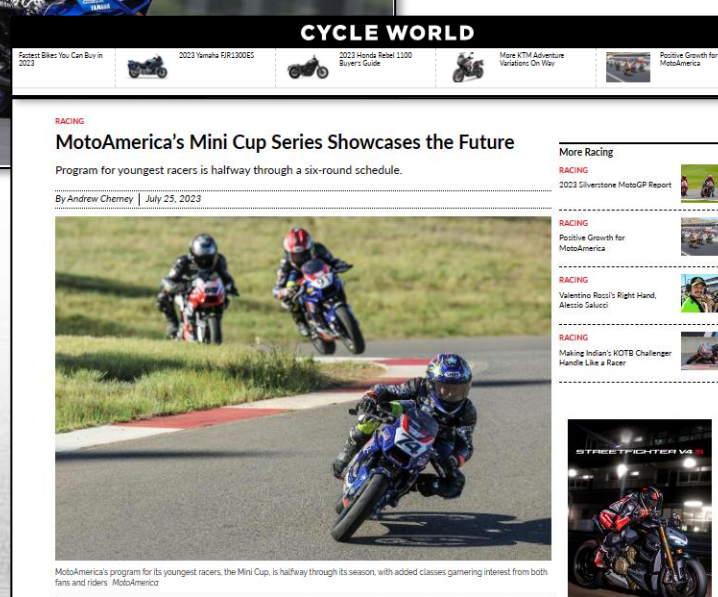 YAMAHA
CYCLE WORLD
Fastest Bikes You Can Buy in
2023
2023 Yamaha FJR1300ES
2023 Honda Rebel 1100
Buyer's Guide
More KTM Adventure
Variations On Way
Positive Growth for
MotoAmerica
RACING
MotoAmerica's Mini Cup Series Showcases the Future
Program for youngest racers is halfway through a six-round schedule.
By Andrew Cherney | July 25, 2023
MotoAmerica's program for its youngest racers, the Mini Cup, is halfway through its season, with added classes garnering interest from both
fans and riders MotoAmerica
More Racing
RACING
2023 Silverstone MotoGP Report
RACING
Positive Growth for
MotoAmerica
RACING
Valentino Rossi's Right Hand,
Alessio Salucci
RACING
Making Indian's KOTB Challenger
Handle Like a Racer
STREETFIGHTER V4 S